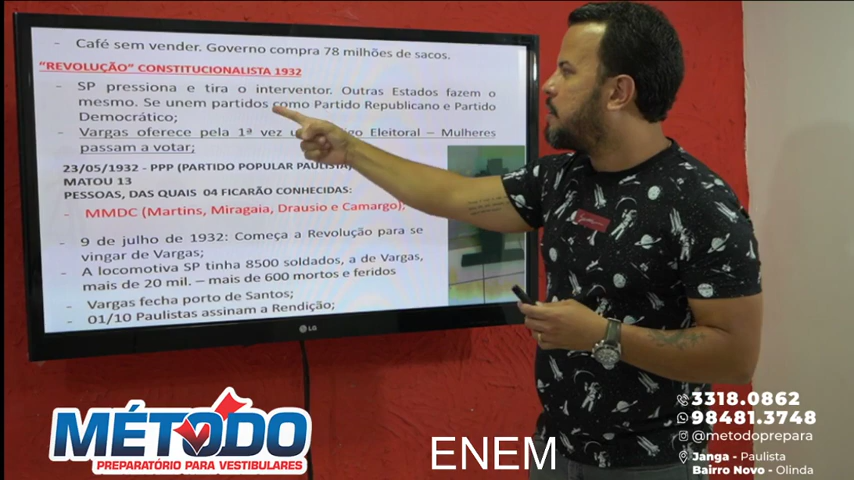 - Café sem vender. Governo compra 78 milhões de sacos.
"REVOLUÇÃO" CONSTITUCIONALISTA 1932
- SP pressiona e tira o interventor. Outras Estados fazem o
mesmo. Se unem partidos como Partido Republicano e Partido
Democrático;
- Vargas oferece pela 1ª vez Eleitoral – Mulheres
passam a votar;
23/05/1932 - PPP (PARTIDO POPULAR PAULISTA)
MATOU 13
PESSOAS, DAS QUAIS 04 FICARÃO CONHECIDAS:
- MMDC (Martins, Miragaia, Drausio e Camargo);
- 9 de julho de 1932: Começa a Revolução para se
vingar de Vargas;
- A locomotiva SP tinha 8500 soldados, a de Vargas,
mais de 20 mil. – mais de 600 mortos e feridos
- Vargas fecha porto de Santos;
- 01/10 Paulistas assinam a Rendição;
LG
MÉTODO
PREPARATÓRIO PARA VESTIBULARES
ENEM
3318.0862
98481.3748
@metodoprepara
Janga - Paulista
Bairro Novo - Olinda